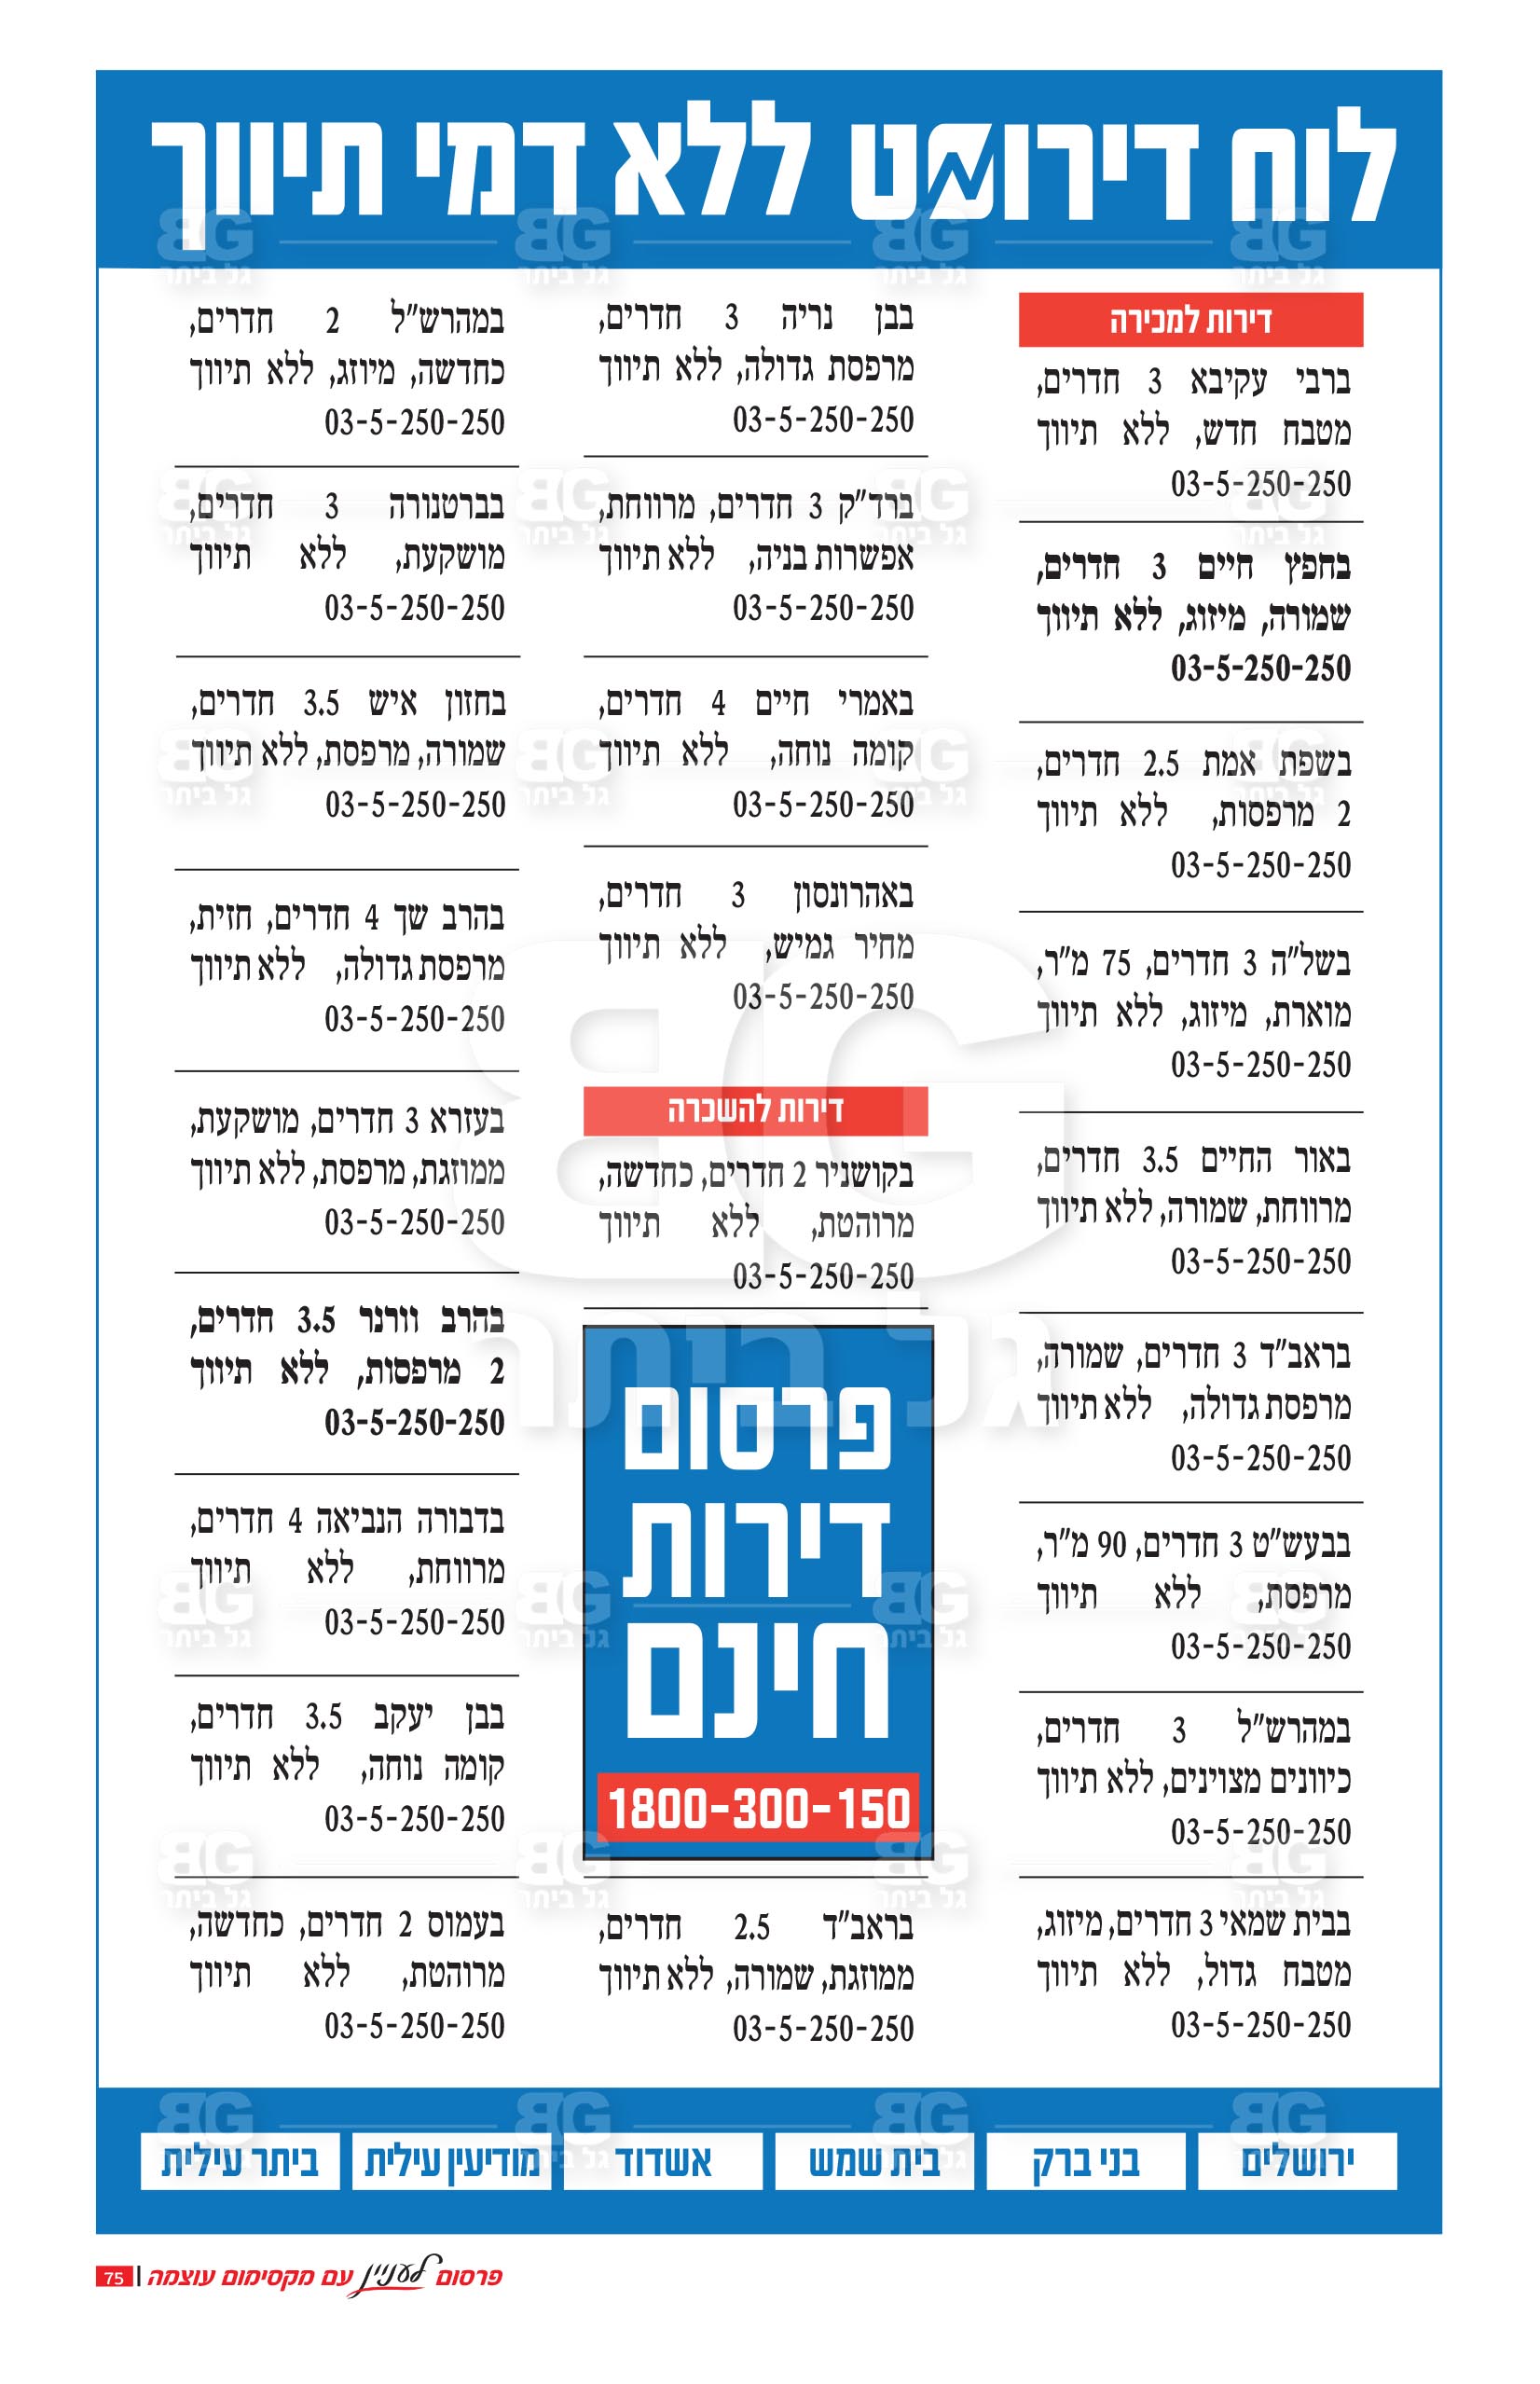 לוח דירומט ללא דמי תיווך
דירות למכירה
ברבי עקיבא 3 חדרים,
מטבח חדש, ללא תיווך
03-5-250-250
בחפץ חיים 3 חדרים,
שמורה, מיזוג, ללא תיווך
03-5-250-250
בשפת אמת 2.5 חדרים,
2 מרפסות, ללא תיווך
03-5-250-250
בשל"ה 3 חדרים, 75 מ"ר,
מוארת, מיזוג, ללא תיווך
03-5-250-250
באור החיים 3.5 חדרים,
מרווחת, שמורה, ללא תיווך
03-5-250-250
בראב"ד 3 חדרים, שמורה,
מרפסת גדולה, ללא תיווך
03-5-250-250
בבעש"ט 3 חדרים, 90 מ"ר,
מרפסת, ללא תיווך
03-5-250-250
במהרש"ל 3 חדרים,
כיוונים מצוינים, ללא תיווך
03-5-250-250
בבית שמאי 3 חדרים, מיזוג,
מטבח גדול, ללא תיווך
03-5-250-250
בבן נריה 3 חדרים,
מרפסת גדולה, ללא תיווך
03-5-250-250
ברד"ק 3 חדרים, מרווחת,
אפשרות בניה, ללא תיווך
03-5-250-250
באמרי חיים 4 חדרים,
קומה נוחה, ללא תיווך
03-5-250-250
באהרונסון 3 חדרים,
מחיר גמיש, ללא תיווך
03-5-250-250
דירות להשכרה
בקושניר 2 חדרים, כחדשה,
מרוהטת, ללא תיווך
03-5-250-250
פרסום
דירות
חינם
1800-300-150
בראב"ד 2.5 חדרים,
ממוזגת, שמורה, ללא תיווך
03-5-250-250
במהרש"ל 2 חדרים,
כחדשה, מיוזג, ללא תיווך
03-5-250-250
בברטנורה 3 חדרים,
מושקעת, ללא תיווך
03-5-250-250
בחזון איש 3.5 חדרים,
שמורה, מרפסת, ללא תיווך
03-5-250-250
בהרב שך 4 חדרים, חזית,
מרפסת גדולה, ללא תיווך
03-5-250-250
בעזרא 3 חדרים, מושקעת,
ממוזגת, מרפסת, ללא תיווך
03-5-250-250
בהרב וורנר 3.5 חדרים,
2 מרפסות, ללא תיווך
03-5-250-250
בדבורה הנביאה 4 חדרים,
מרווחת, ללא תיווך
03-5-250-250
בבן יעקב 3.5 חדרים,
קומה נוחה, ללא תיווך
03-5-250-250
בעמוס 2 חדרים, כחדשה,
מרוהטת, ללא תיווך
03-5-250-250
ירושלים
בני ברק
בית שמש
אשדוד
מודיעין עילית
ביתר עילית
פרסום לעניין עם מקסימום עוצמה | 75
BG
גל ביתר